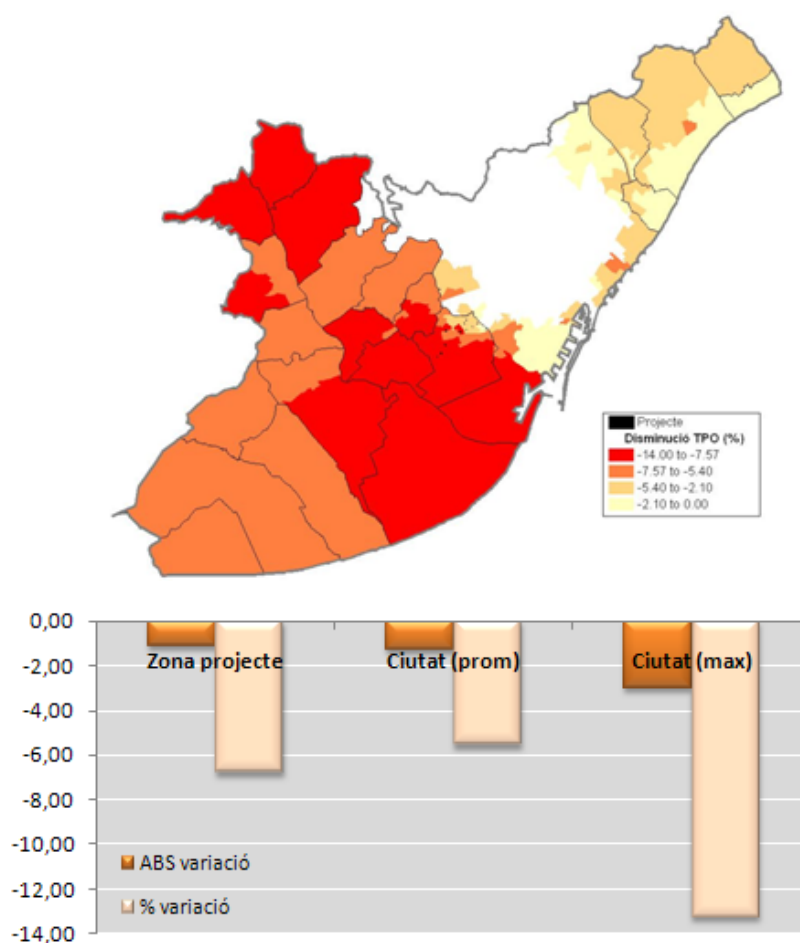 Projecte
Disminució TPO (%)
-14.00 to -7.57
-7.57 to -5.40
-5.40 to -2.10
-2.10 to 0.00
0,00
-2,00
-4,00
-6,00
-8,00
-10,00
-12,00
-14,00
Zona projecte
Ciutat (prom)
Ciutat (max)
ABS variació
% variació